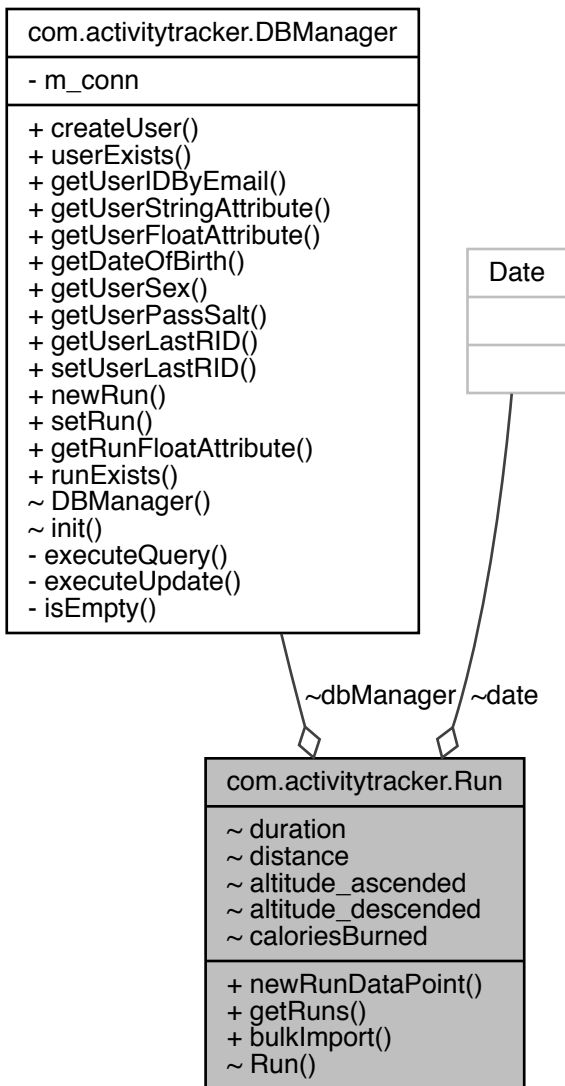 com.activitytracker.DBManager
- m_conn
+ createUser()
+ userExists()
+ getUserIDByEmail()
+ getUserStringAttribute()
+ getUserFloatAttribute()
+ getDateOfBirth()
+ getUserSex()
+ getUserPassSalt()
+ getUserLastRID()
+ setUserLastRID()
+ newRun()
+ setRun()
+ getRunFloatAttribute()
+ runExists()
~ DBManager()
~ init()
- executeQuery()
- executeUpdate()
- isEmpty()
Date
~dbManager
~date
com.activitytracker.Run
~ duration
~ distance
~ altitude_ascended
~ altitude_descended
~ caloriesBurned
+ newRunDataPoint()
+ getRuns()
+ bulkImport()
~ Run()